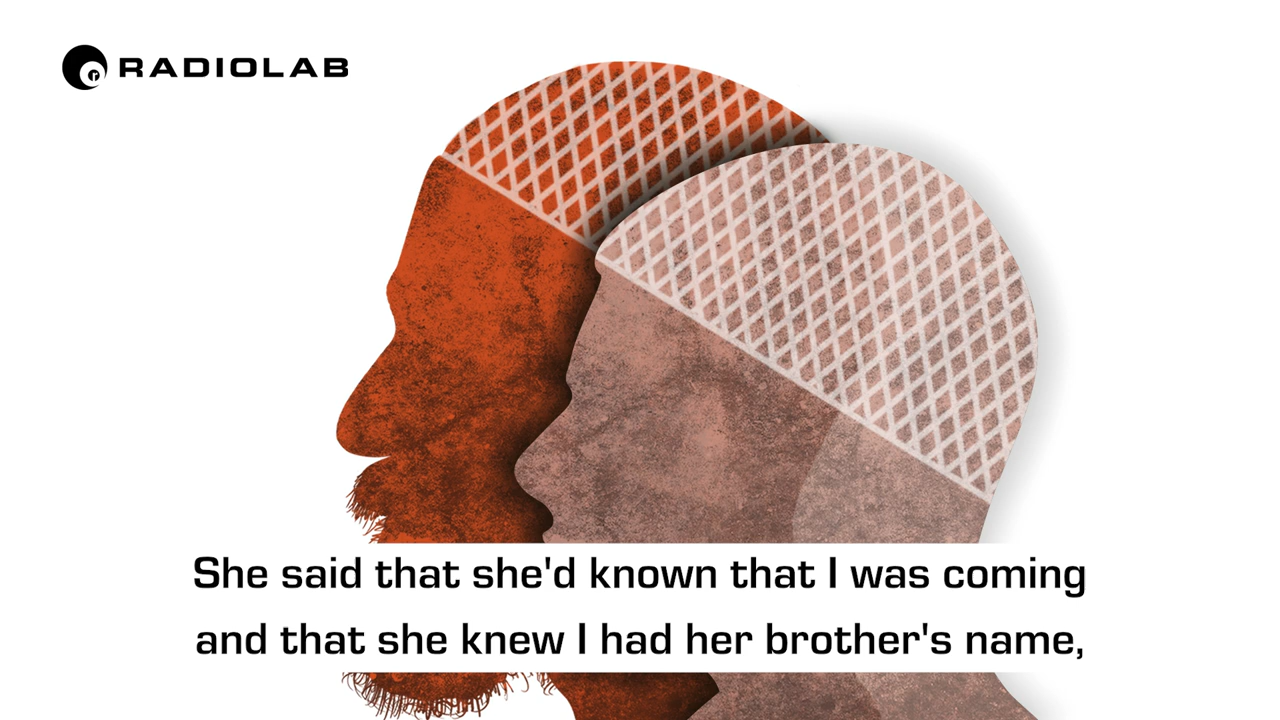 RADIOLAB
She said that she'd known that I was coming
and that she knew I had her brother's name,